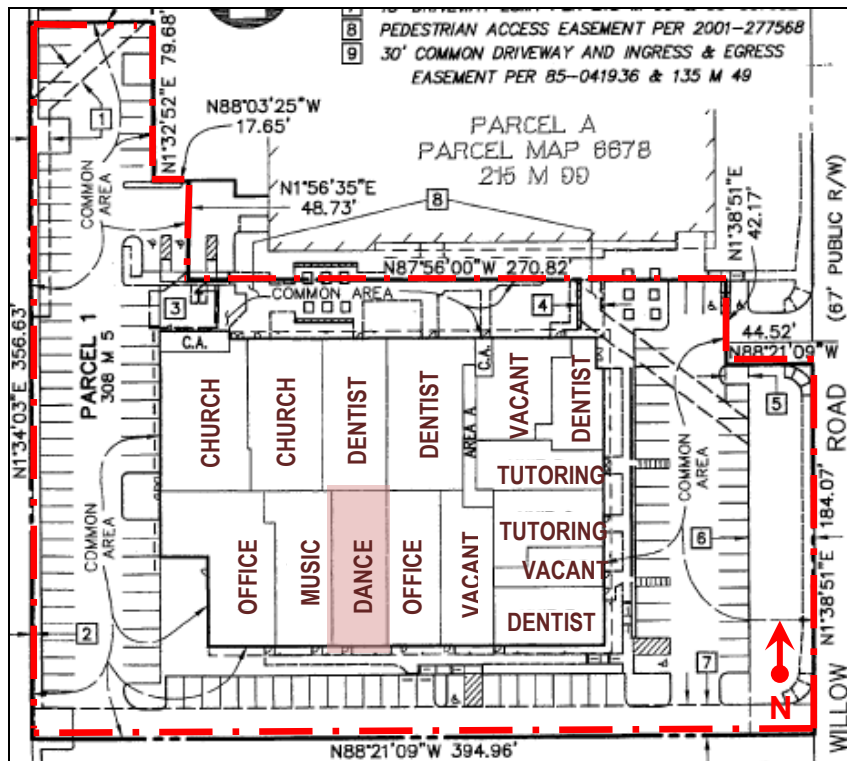 7
8 PEDESTRIAN ACCESS EASEMENT PER 2001-277568
9 30' COMMON DRIVEWAY AND INGRESS & EGRESS
EASEMENT PER 85-041936 & 135 M 49
PARCEL A
PARCEL MAP 6678
215 M 99
N1°32'52"E 79.68'
N88°03'25"W
17.65'
N1°56'35"E
48.73'
8
1
COMMON
AREA
N1°38'51"E
42.17'
(67' PUBLIC R/W)
N87°56'00"W 270.82'
COMMON AREA
3
4
44.52'
N88°21'09"W
N1°34'03"E 356.63'
PARCEL 1
308 M 5
C.A.
C.A.
AREA A
5
CHURCH
CHURCH
DENTIST
DENTIST
VACANT
DENTIST
TUTORING
TUTORING
VACANT
DENTIST
OFFICE
MUSIC
DANCE
OFFICE
VACANT
COMMON
AREA
COMMON
AREA
6
2
7
N1°38'51"E 184.07'
WILLOW ROAD
N
N88°21'09"W 394.96'